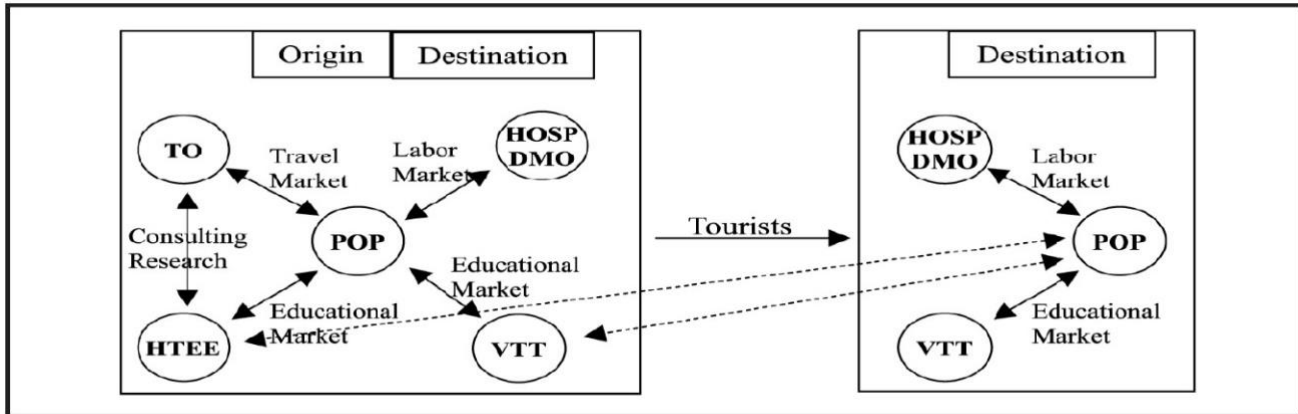 Origin
Destination
TO
Travel
Market
Labor
Market
HOSP
DMO
POP
Consulting
Research
Educational
Market
Educational
Market
HTEE
VTT
Tourists
Destination
HOSP
DMO
Labor
Market
POP
Educational
Market
VTT